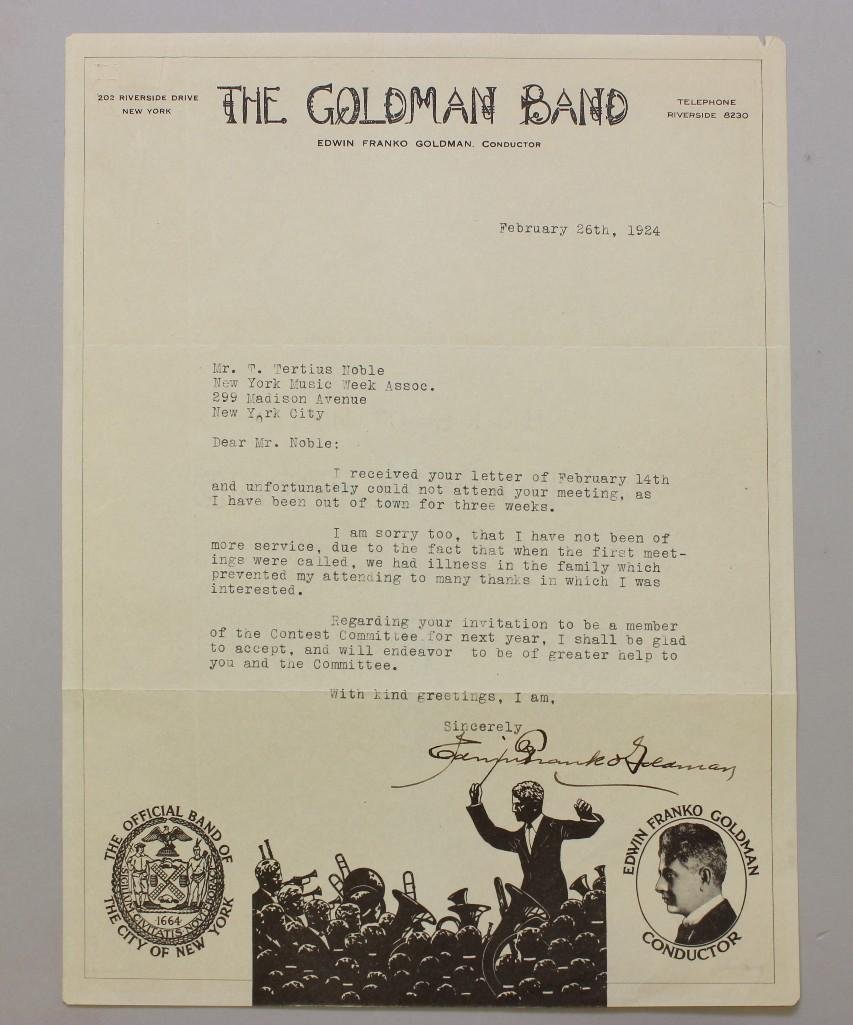 202 RIVERSIDE DRIVE
NEW YORK
THE GOLDMAN BAND
EDWIN FRANKO GOLDMAN. CONDUCTOR
TELEPHONE
RIVERSIDE 8230
February 26th, 1924
Mr. T. Tertius Noble
New York Music Week Assoc.
299 Madison Avenue
New Y^rk City
Dear Mr. Noble:
I received your letter of February 14th
and unfortunately could not attend your meeting, as
I have been out of town for three weeks.
I am sorry too, that I have not been of
more service, due to the fact that when the first meet-
ings were called, we had illness in the family which
prevented my attending to many thanks in which I was
interested.
Regarding your invitation to be a member
of the Contest Committee for next year, I shall be glad
to accept, and will endeavor to be of greater help to
you and the Committee.
With kind greetings, I am,
Sincerely
Edwin Franko Goldman
THE OFFICIAL BAND OF
THE CITY OF NEW YORK
SIGILLUM CIVITATIS NOVI EBORACI
1664
EDWIN FRANKO GOLDMAN
CONDUCTOR